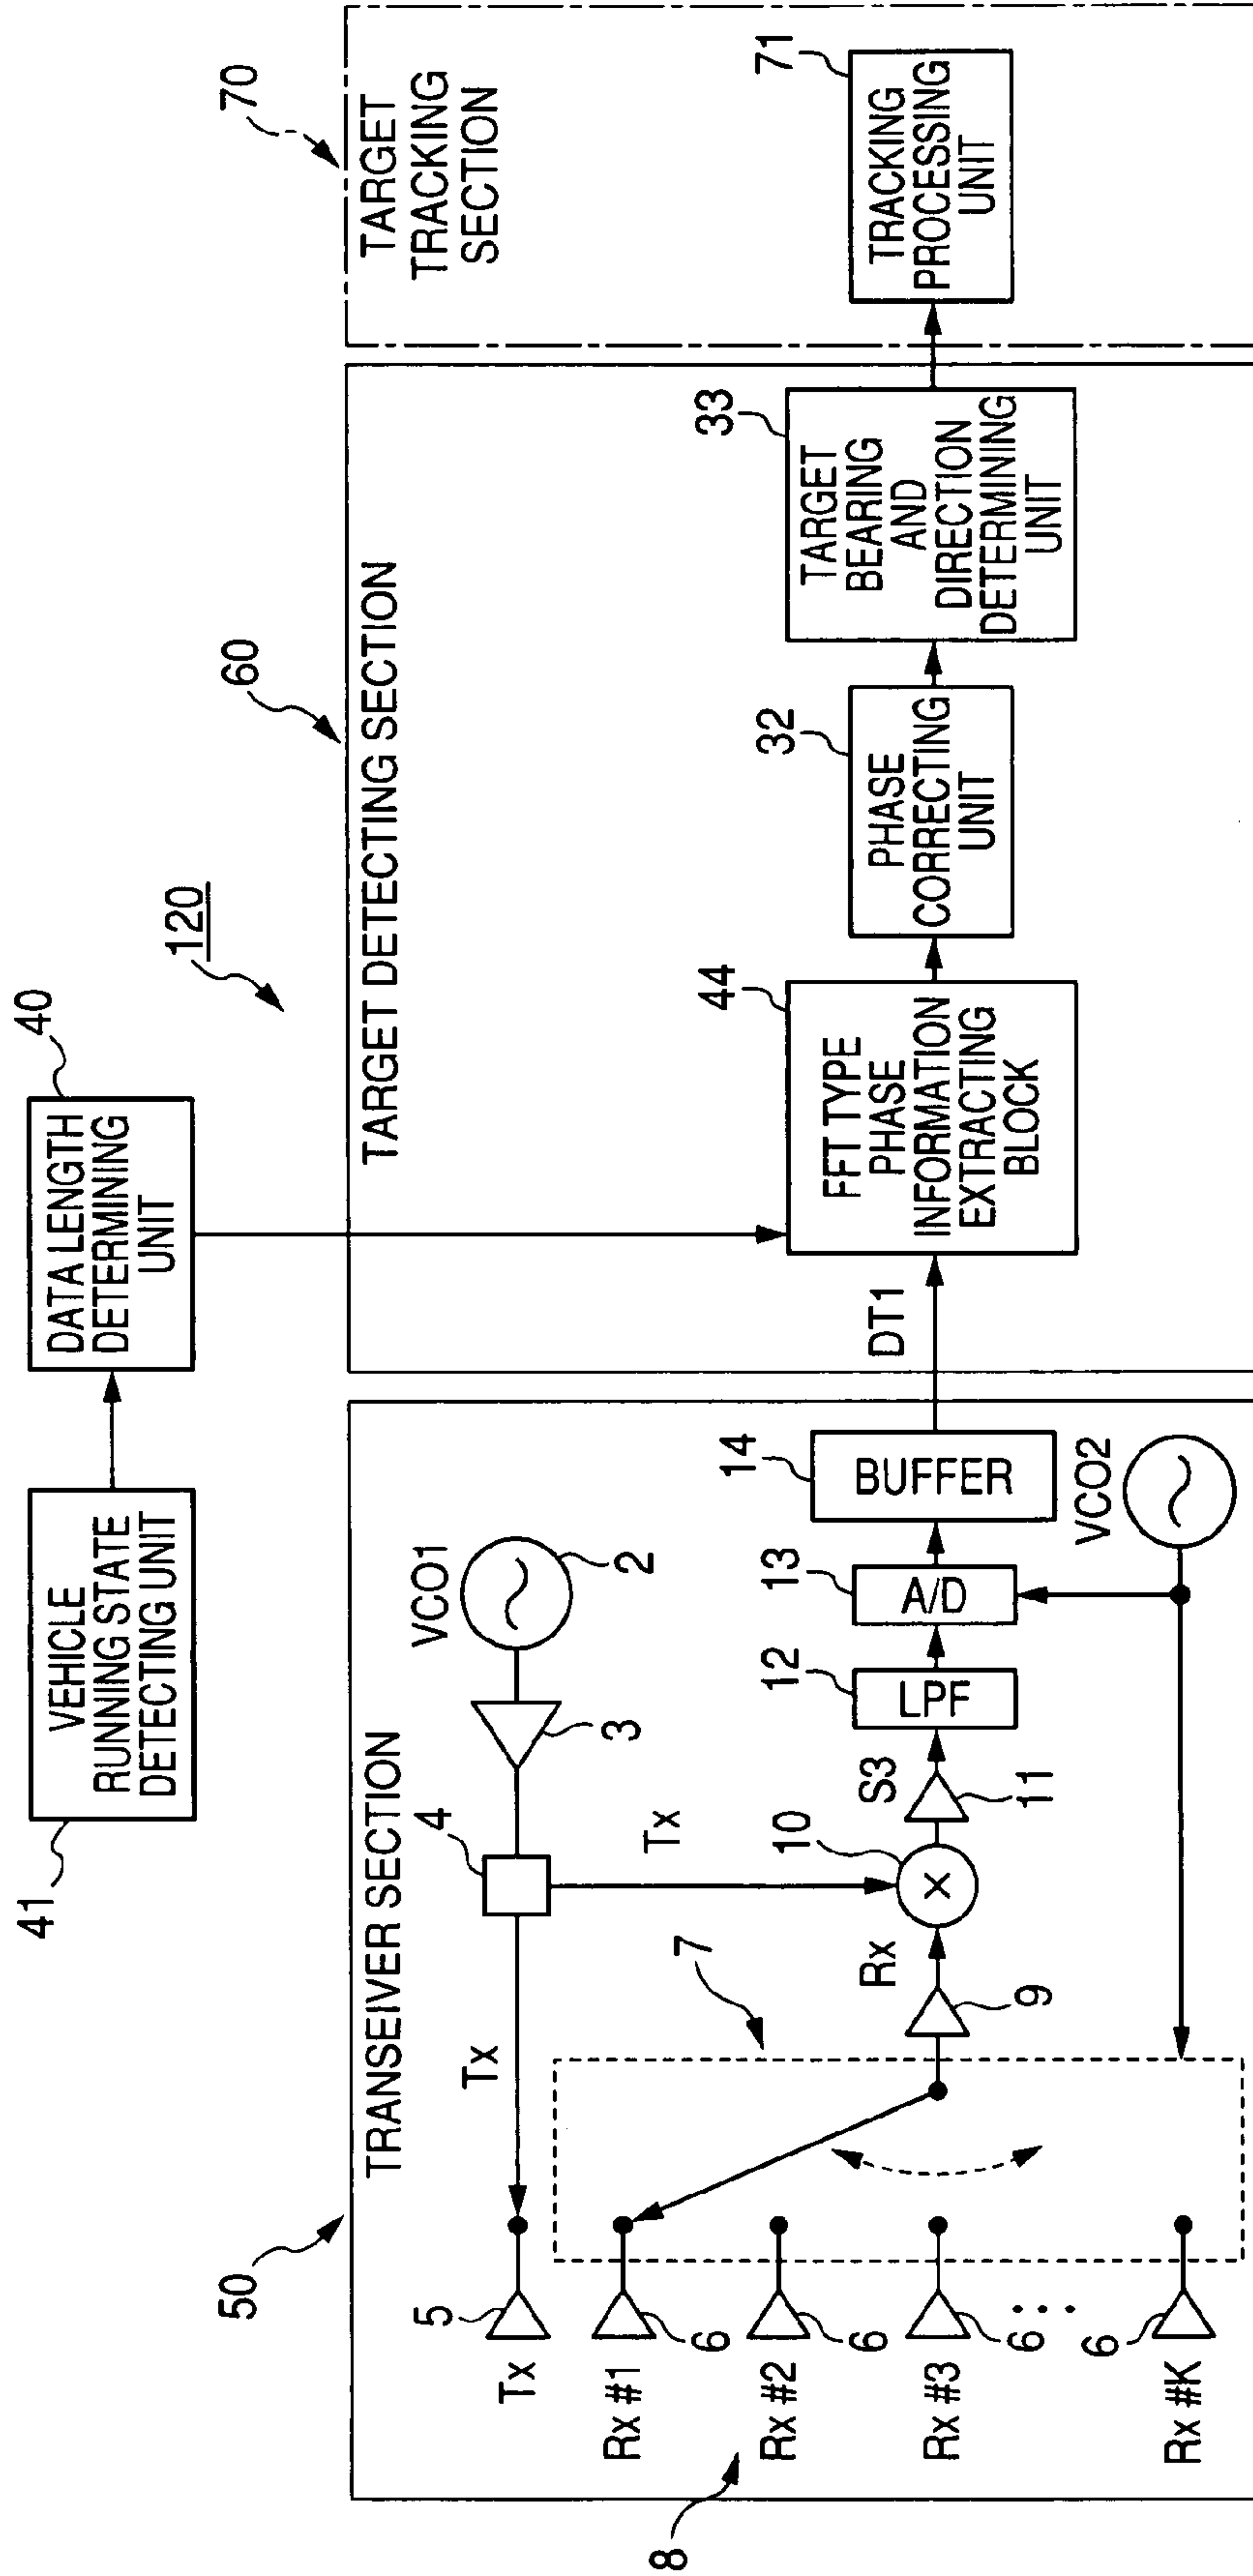 41
VEHICLE
RUNNING STATE
DETECTING UNIT
40
DATA LENGTH
DETERMINING
UNIT
120
50
TRANSEIVER SECTION
60
TARGET DETECTING SECTION
70
TARGET
TRACKING
SECTION
5
Tx
Tx
4
3
VCO1
2
Tx
8
Rx #1
6
Rx #2
6
Rx #3
6
...
Rx #K
6
7
9
Rx
10
×
S3
11
12
LPF
13
A/D
14
BUFFER
VCO2
DT1
44
FFT TYPE
PHASE
INFORMATION
EXTRACTING
BLOCK
32
PHASE
CORRECTING
UNIT
33
TARGET
BEARING
AND
DIRECTION
DETERMINING
UNIT
71
TRACKING
PROCESSING
UNIT